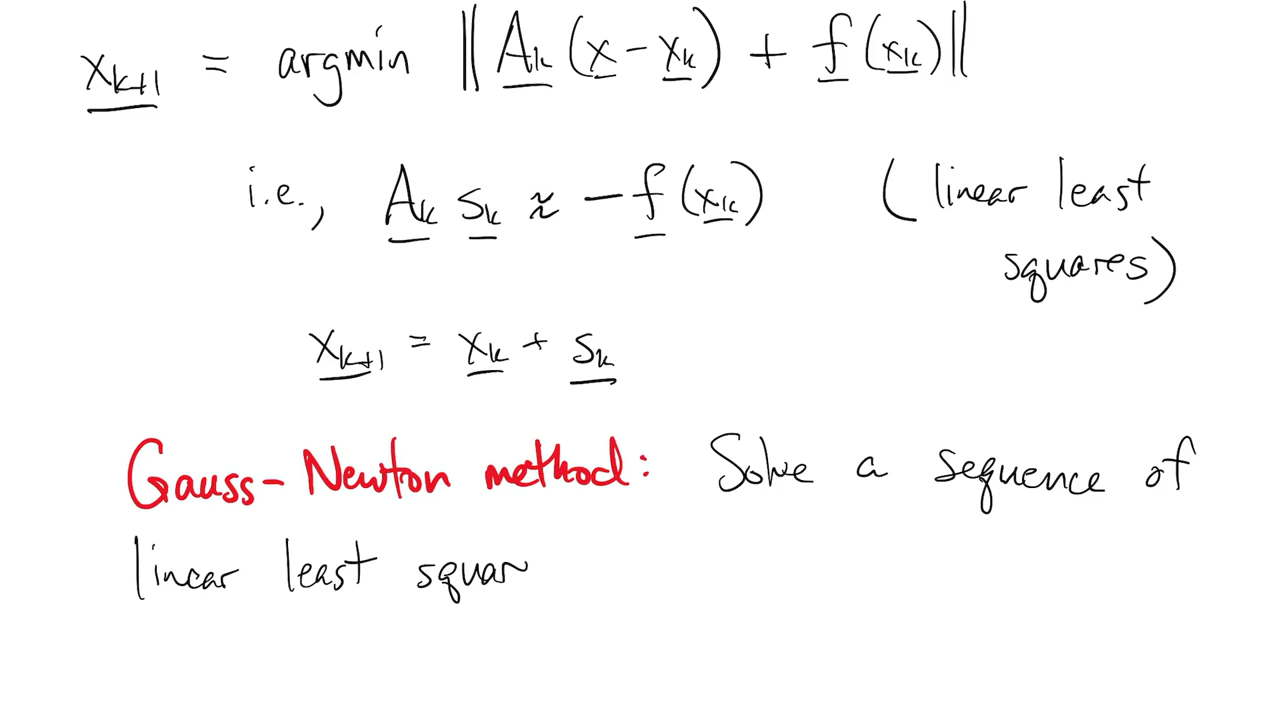 x_{k+1} = argmin ‖A_k (x - x_k) + f(x_k)‖
i.e., A_k s_k ≈ -f(x_k) (linear least
squares)
x_{k+1} = x_k + s_k
Gauss-Newton method: Solve a sequence of
linear least squar